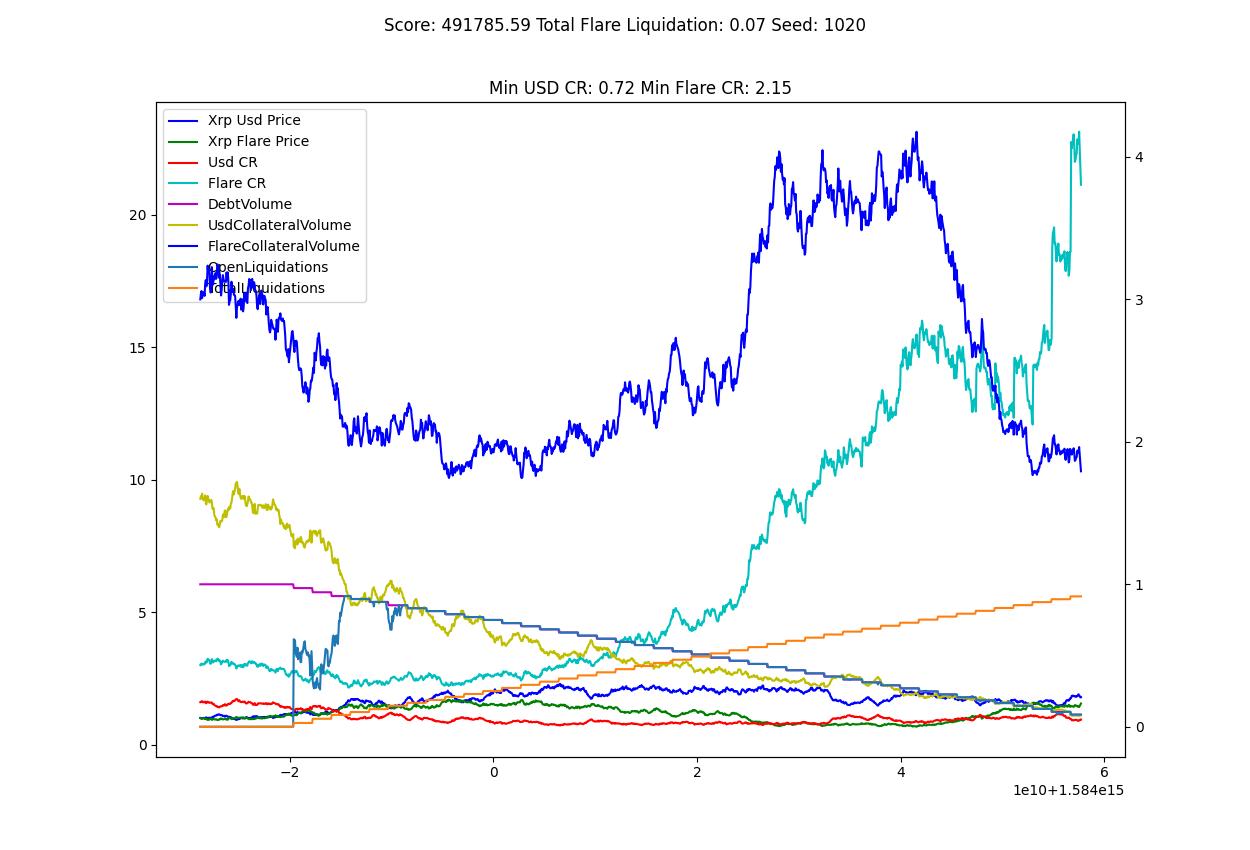 Score: 491785.59 Total Flare Liquidation: 0.07 Seed: 1020
Min USD CR: 0.72 Min Flare CR: 2.15
Xrp Usd Price
Xrp Flare Price
Usd CR
Flare CR
DebtVolume
UsdCollateralVolume
FlareCollateralVolume
OpenLiquidations
TotalLiquidations
20
15
10
5
0
4
3
2
1
0
−2
0
2
4
6
1e10+1.584e15